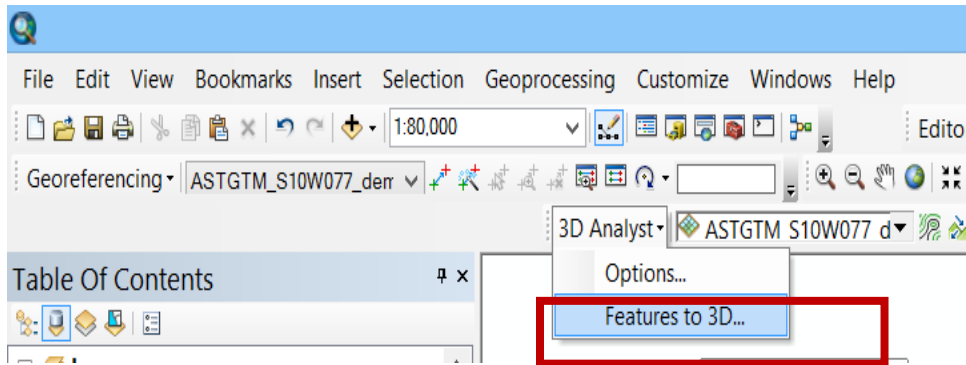 File Edit View Bookmarks Insert Selection Geoprocessing Customize Windows Help
1:80,000 Edito
Georeferencing ASTGTM_S10W077_den
3D Analyst ASTGTM S10W077 d
Table Of Contents
Options...
Features to 3D...